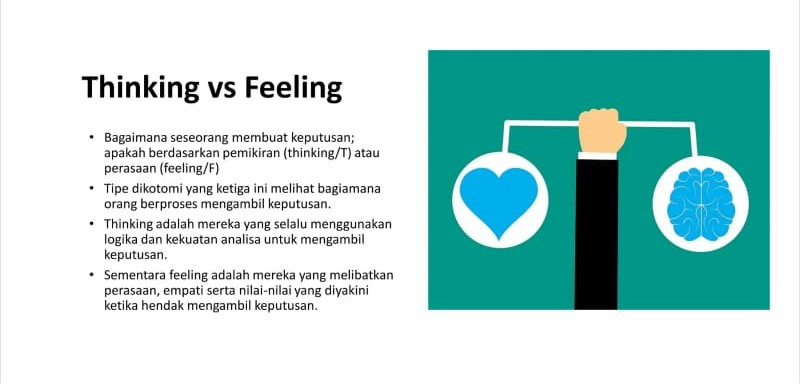 Thinking vs Feeling
• Bagaimana seseorang membuat keputusan;
apakah berdasarkan pemikiran (thinking/T) atau
perasaan (feeling/F)
• Tipe dikotomi yang ketiga ini melihat bagiamana
orang berproses mengambil keputusan.
• Thinking adalah mereka yang selalu menggunakan
logika dan kekuatan analisa untuk mengambil
keputusan.
• Sementara feeling adalah mereka yang melibatkan
perasaan, empati serta nilai-nilai yang diyakini
ketika hendak mengambil keputusan.